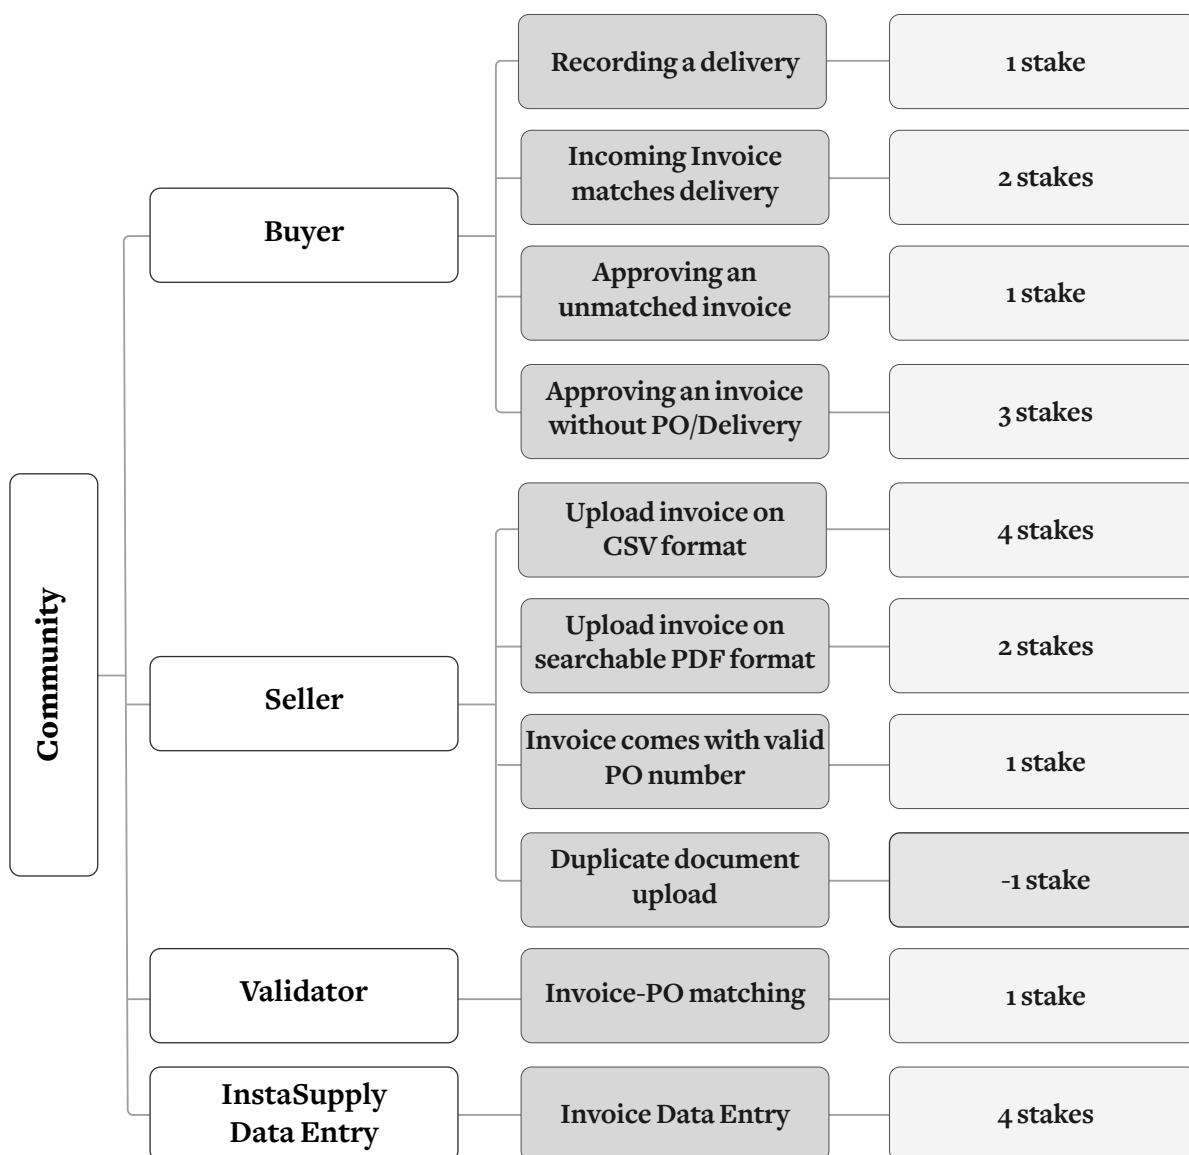 Community
Buyer
Recording a delivery
1 stake
Incoming Invoice
matches delivery
2 stakes
Approving an
unmatched invoice
1 stake
Approving an invoice
without PO/Delivery
3 stakes
Seller
Upload invoice on
CSV format
4 stakes
Upload invoice on
searchable PDF format
2 stakes
Invoice comes with valid
PO number
1 stake
Duplicate document
upload
-1 stake
Validator
Invoice-PO matching
1 stake
InstaSupply
Data Entry
Invoice Data Entry
4 stakes